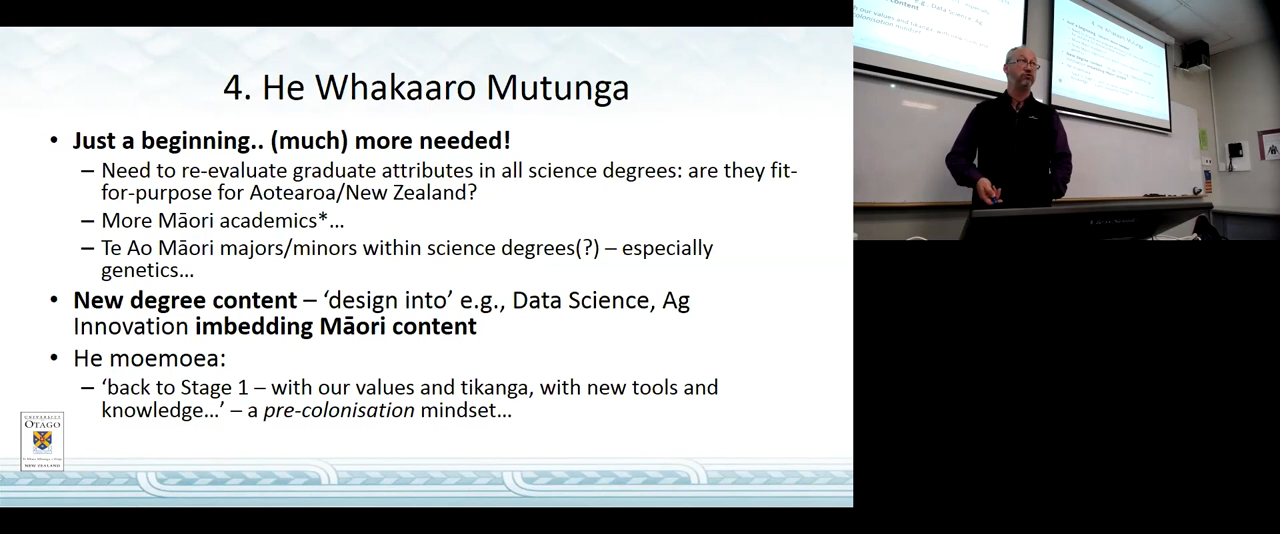 4. He Whakaaro Mutunga
• Just a beginning.. (much) more needed!
– Need to re-evaluate graduate attributes in all science degrees: are they fit-
for-purpose for Aotearoa/New Zealand?
– More Māori academics*…
– Te Ao Māori majors/minors within science degrees(?) – especially
genetics…
• New degree content – ‘design into’ e.g., Data Science, Ag
Innovation imbedding Māori content
• He moemoea:
– ‘back to Stage 1 – with our values and tikanga, with new tools and
knowledge…’ – a pre-colonisation mindset…
UNIVERSITY
OTAGO
NEW ZEALAND